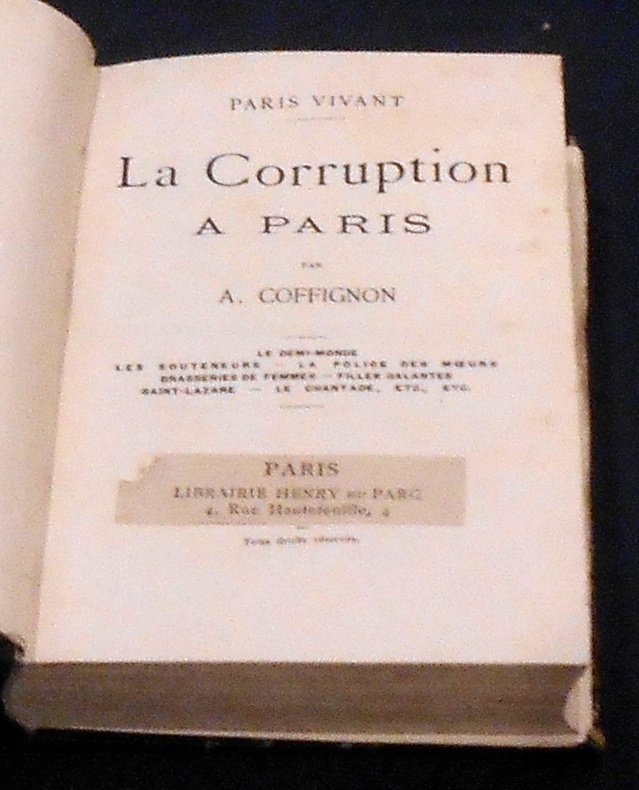 PARIS VIVANT
La Corruption
A PARIS
PAR
A. COFFIGNON
LE DEMI-MONDE
LES SOUTENEURS — LA POLICE DES MŒURS
BRASSERIES DE FEMMES — FILLES GALANTES
SAINT-LAZARE — LE CHANTAGE, ETC., ETC.
PARIS
LIBRAIRIE HENRY DU PARC
4, Rue Hautefeuille, 4
Tous droits réservés.